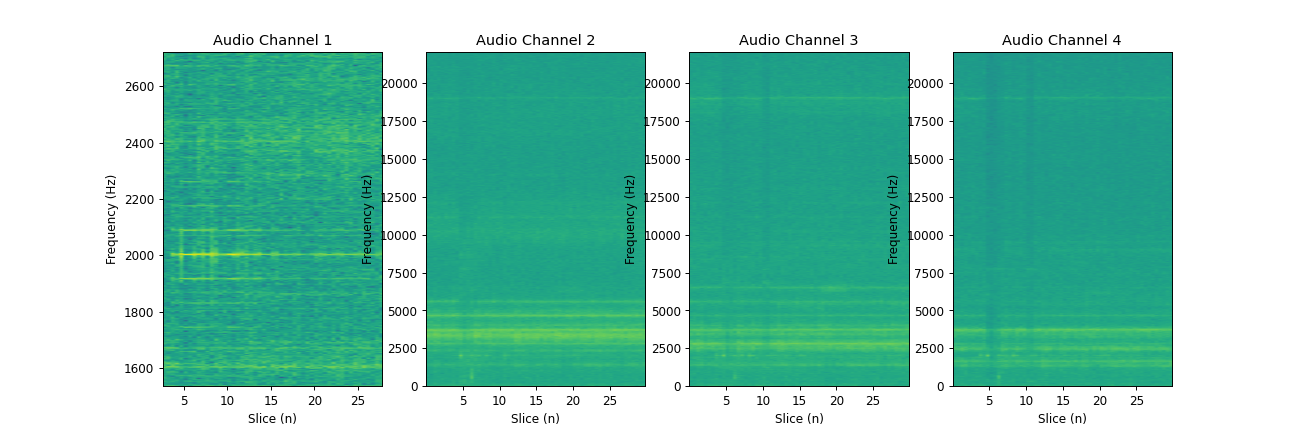 Audio Channel 1
Audio Channel 2
Audio Channel 3
Audio Channel 4
Frequency (Hz)
2600
2400
2200
2000
1800
1600
5 10 15 20 25
Slice (n)
Frequency (Hz)
20000
17500
15000
12500
10000
7500
5000
2500
0
5 10 15 20 25
Slice (n)
Frequency (Hz)
20000
17500
15000
12500
10000
7500
5000
2500
0
5 10 15 20 25
Slice (n)
Frequency (Hz)
20000
17500
15000
12500
10000
7500
5000
2500
0
5 10 15 20 25
Slice (n)